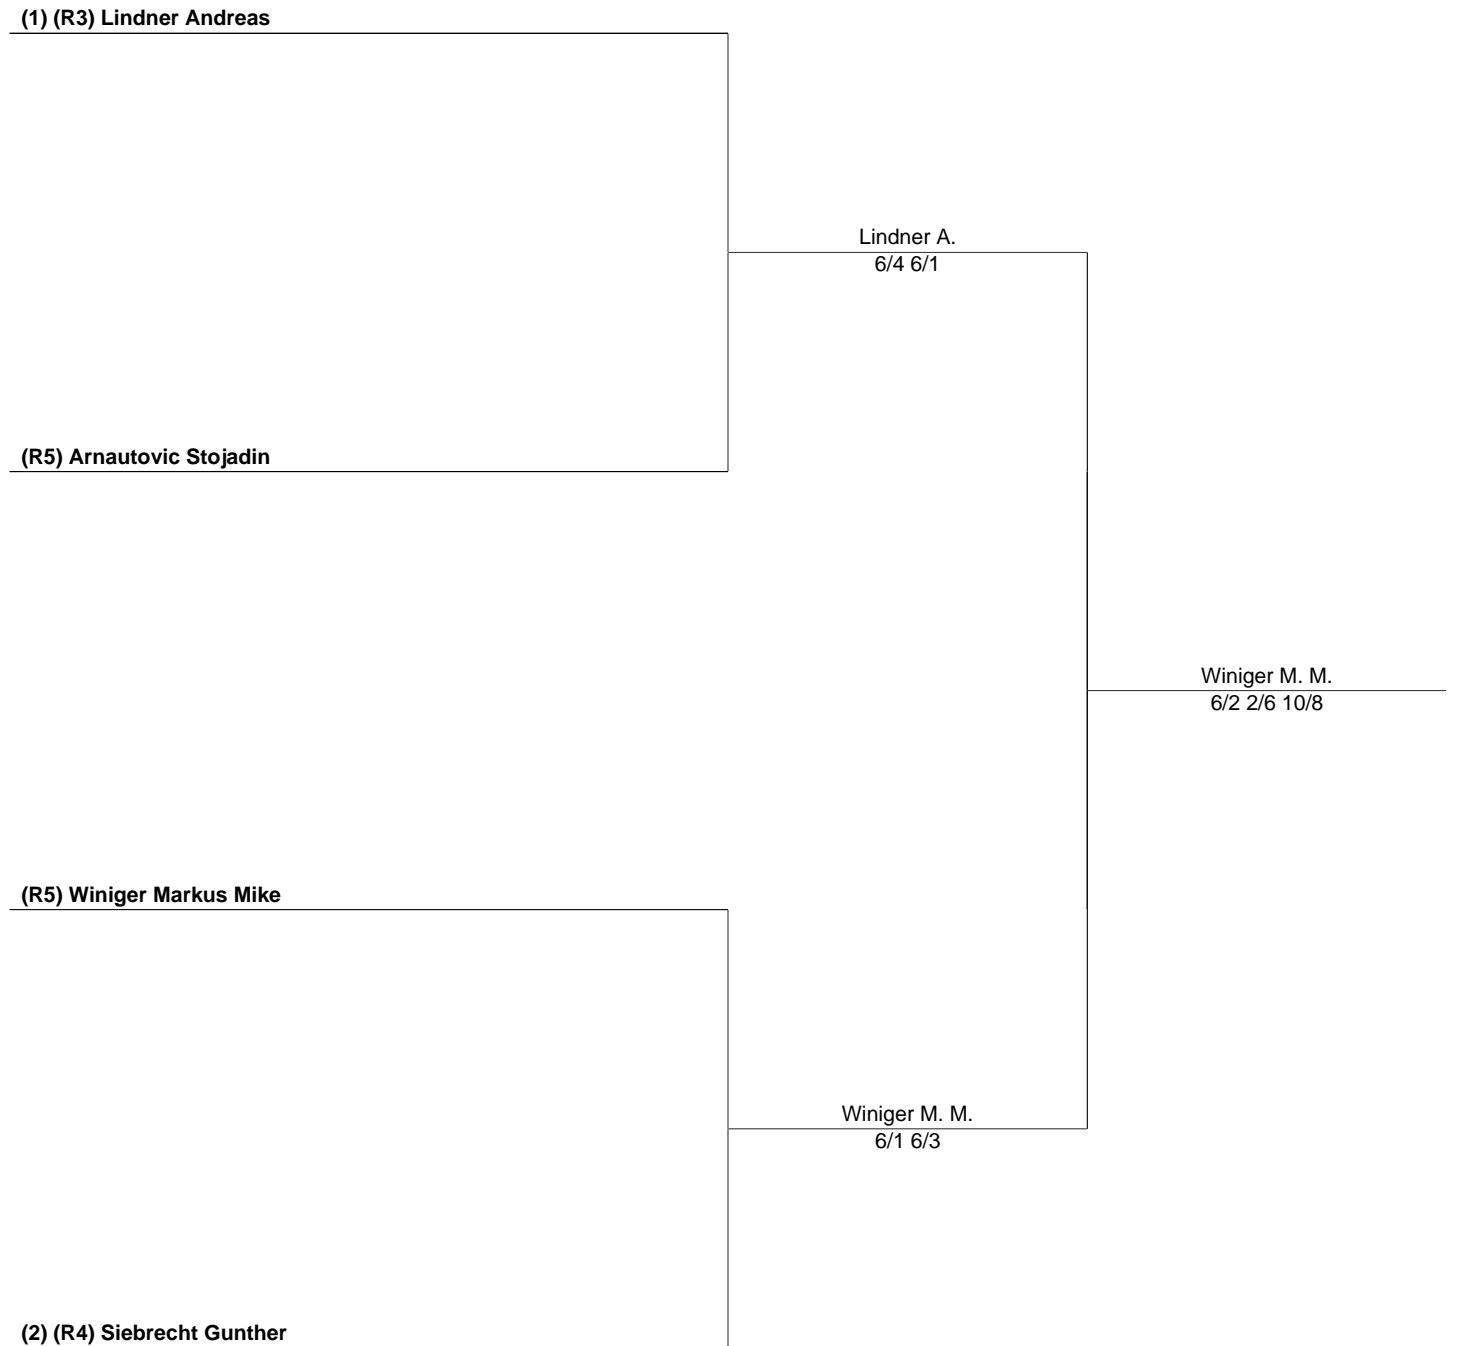 (1) (R3) Lindner Andreas
Lindner A.
6/4 6/1
(R5) Arnautovic Stojadin
Winiger M. M.
6/2 2/6 10/8
(R5) Winiger Markus Mike
Winiger M. M.
6/1 6/3
(2) (R4) Siebrecht Gunther